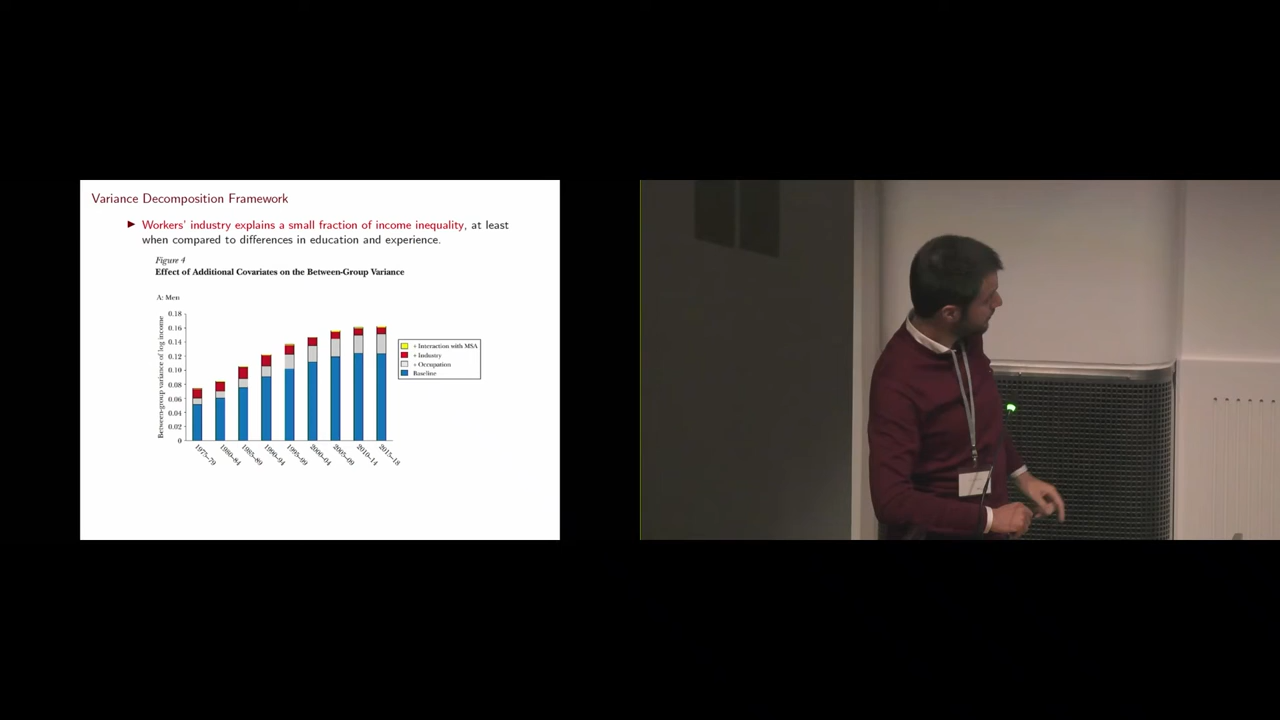 Variance Decomposition Framework
▶ Workers' industry explains a small fraction of income inequality, at least
when compared to differences in education and experience.
Figure 4
Effect of Additional Covariates on the Between-Group Variance
A: Men
Between-group variance of log income
0.18
0.16
0.14
0.12
0.10
0.08
0.06
0.04
0.02
0
1975–79
1980–84
1985–89
1990–94
1995–99
2000–04
2005–09
2010–14
2015–18
+ Interaction with MSA
+ Industry
+ Occupation
Baseline